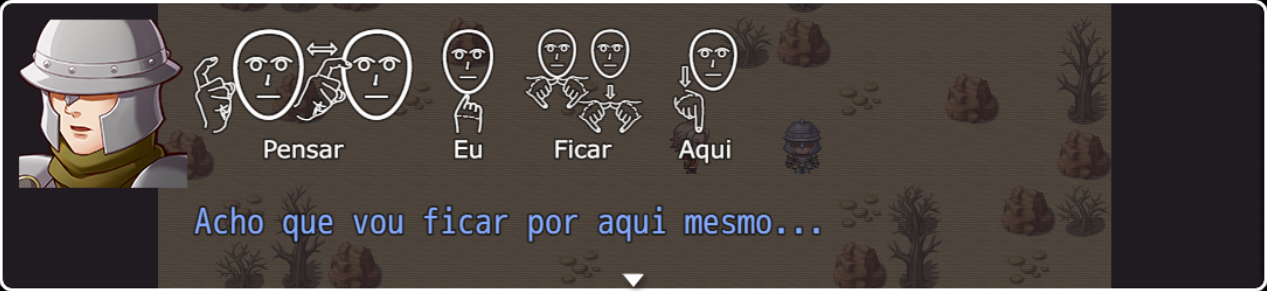 Pensar Eu Ficar Aqui
Acho que vou ficar por aqui mesmo...